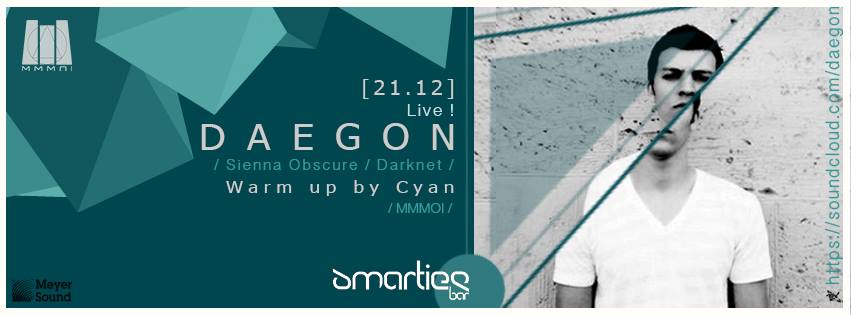 MMMOI
[21.12]
Live !
DAEGON
/ Sienna Obscure / Darknet /
Warm up by Cyan
/ MMMOI /
smarties
bar
Meyer
Sound
https://soundcloud.com/daegon